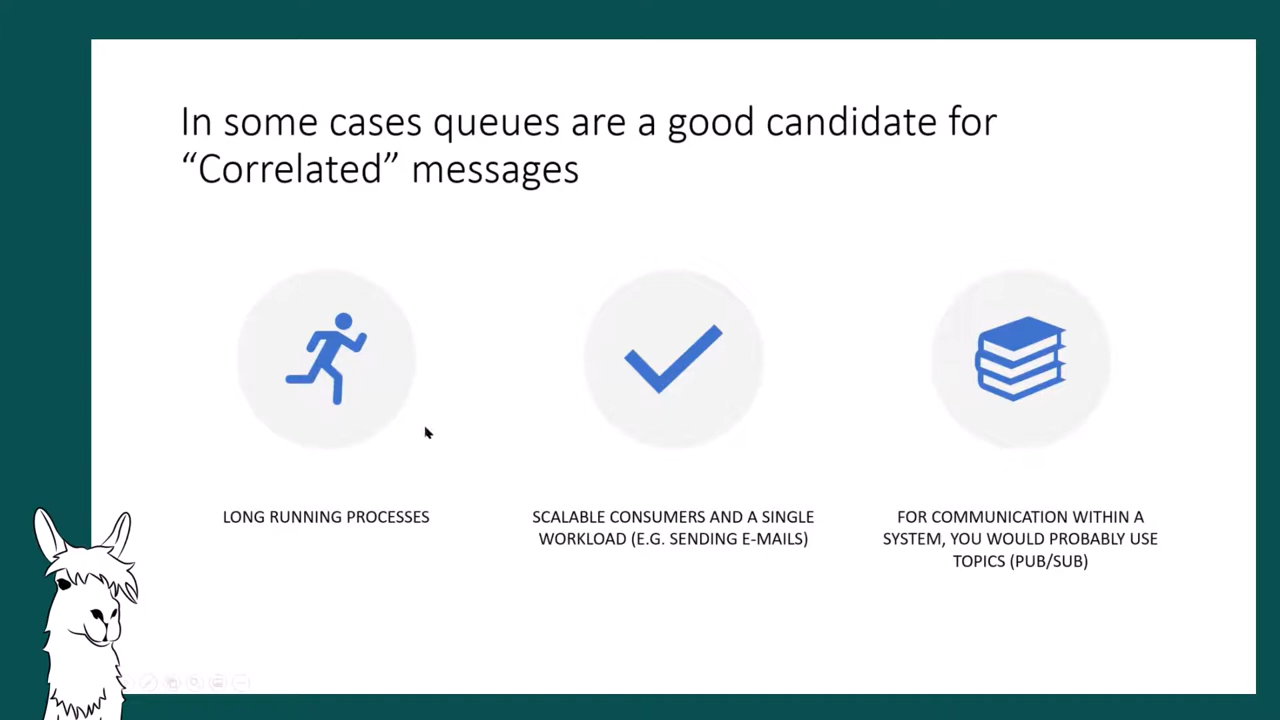 In some cases queues are a good candidate for
“Correlated” messages
LONG RUNNING PROCESSES
SCALABLE CONSUMERS AND A SINGLE
WORKLOAD (E.G. SENDING E-MAILS)
FOR COMMUNICATION WITHIN A
SYSTEM, YOU WOULD PROBABLY USE
TOPICS (PUB/SUB)